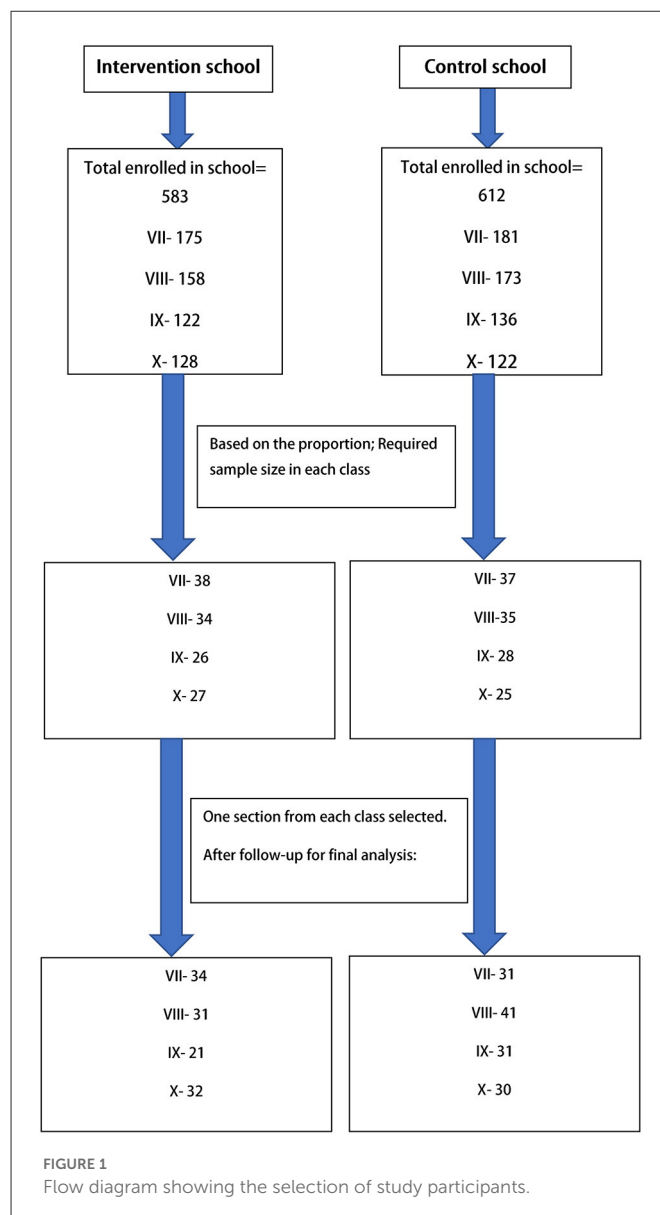 Intervention school
Control school
Total enrolled in school=
583
VII- 175
VIII- 158
IX- 122
X- 128
Total enrolled in school=
612
VII- 181
VIII- 173
IX- 136
X- 122
Based on the proportion; Required
sample size in each class
VII- 38
VIII- 34
IX- 26
X- 27
VII- 37
VIII-35
IX- 28
X- 25
One section from each class selected.
After follow-up for final analysis:
VII- 34
VIII- 31
IX- 21
X- 32
VII- 31
VIII- 41
IX- 31
X- 30
FIGURE 1
Flow diagram showing the selection of study participants.